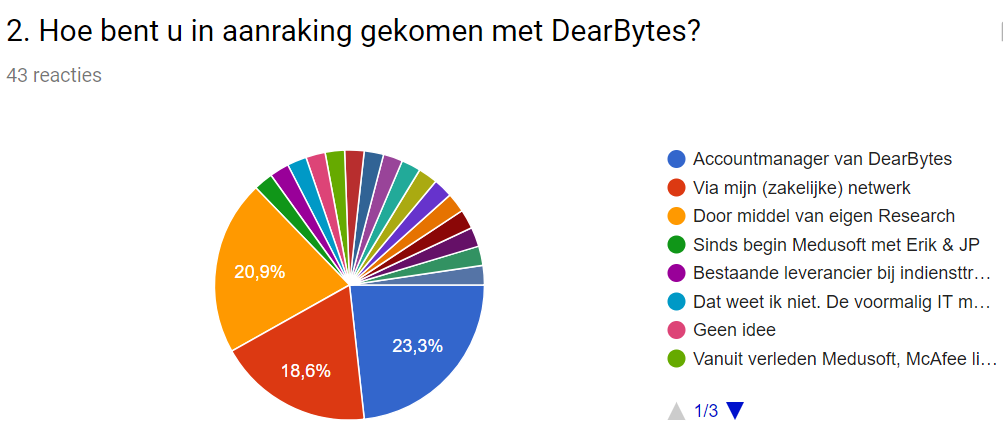 2. Hoe bent u in aanraking gekomen met DearBytes?
43 reacties
20,9%
18,6%
23,3%
Accountmanager van DearBytes
Via mijn (zakelijke) netwerk
Door middel van eigen Research
Sinds begin Medusoft met Erik & JP
Bestaande leverancier bij indiensttr…
Dat weet ik niet. De voormalig IT m…
Geen idee
Vanuit verleden Medusoft, McAfee li…
1/3